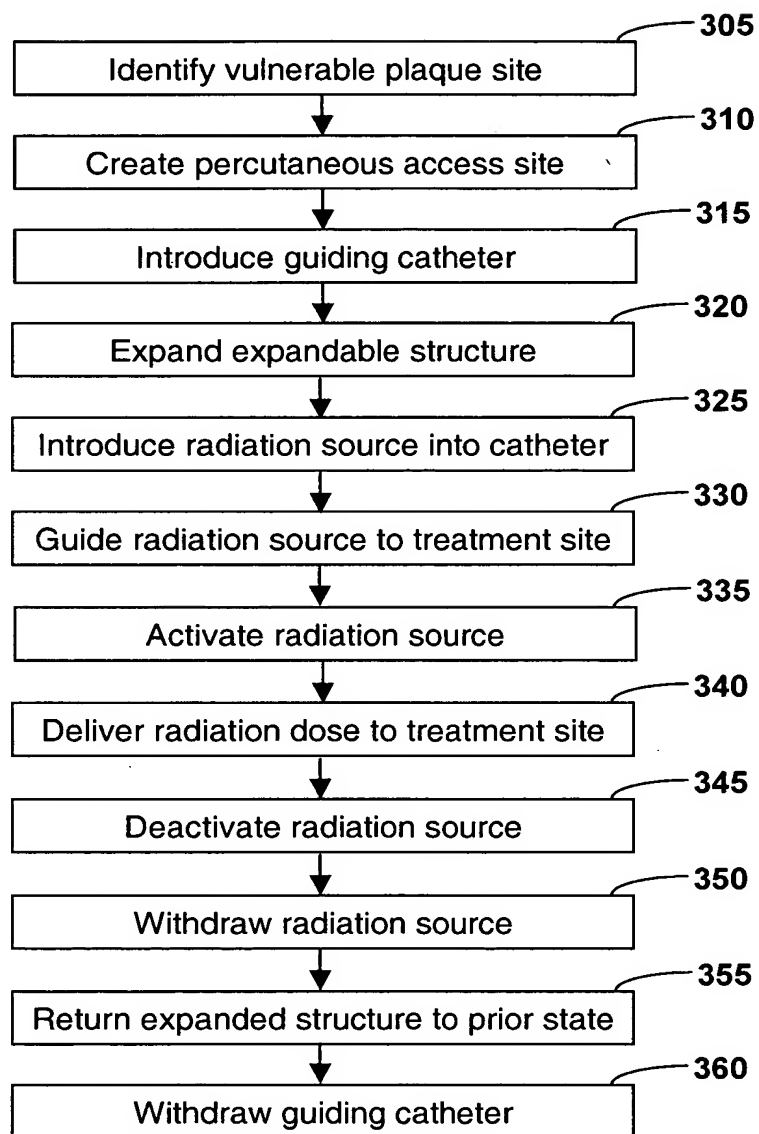 305
Identify vulnerable plaque site
310
Create percutaneous access site
315
Introduce guiding catheter
320
Expand expandable structure
325
Introduce radiation source into catheter
330
Guide radiation source to treatment site
335
Activate radiation source
340
Deliver radiation dose to treatment site
345
Deactivate radiation source
350
Withdraw radiation source
355
Return expanded structure to prior state
360
Withdraw guiding catheter